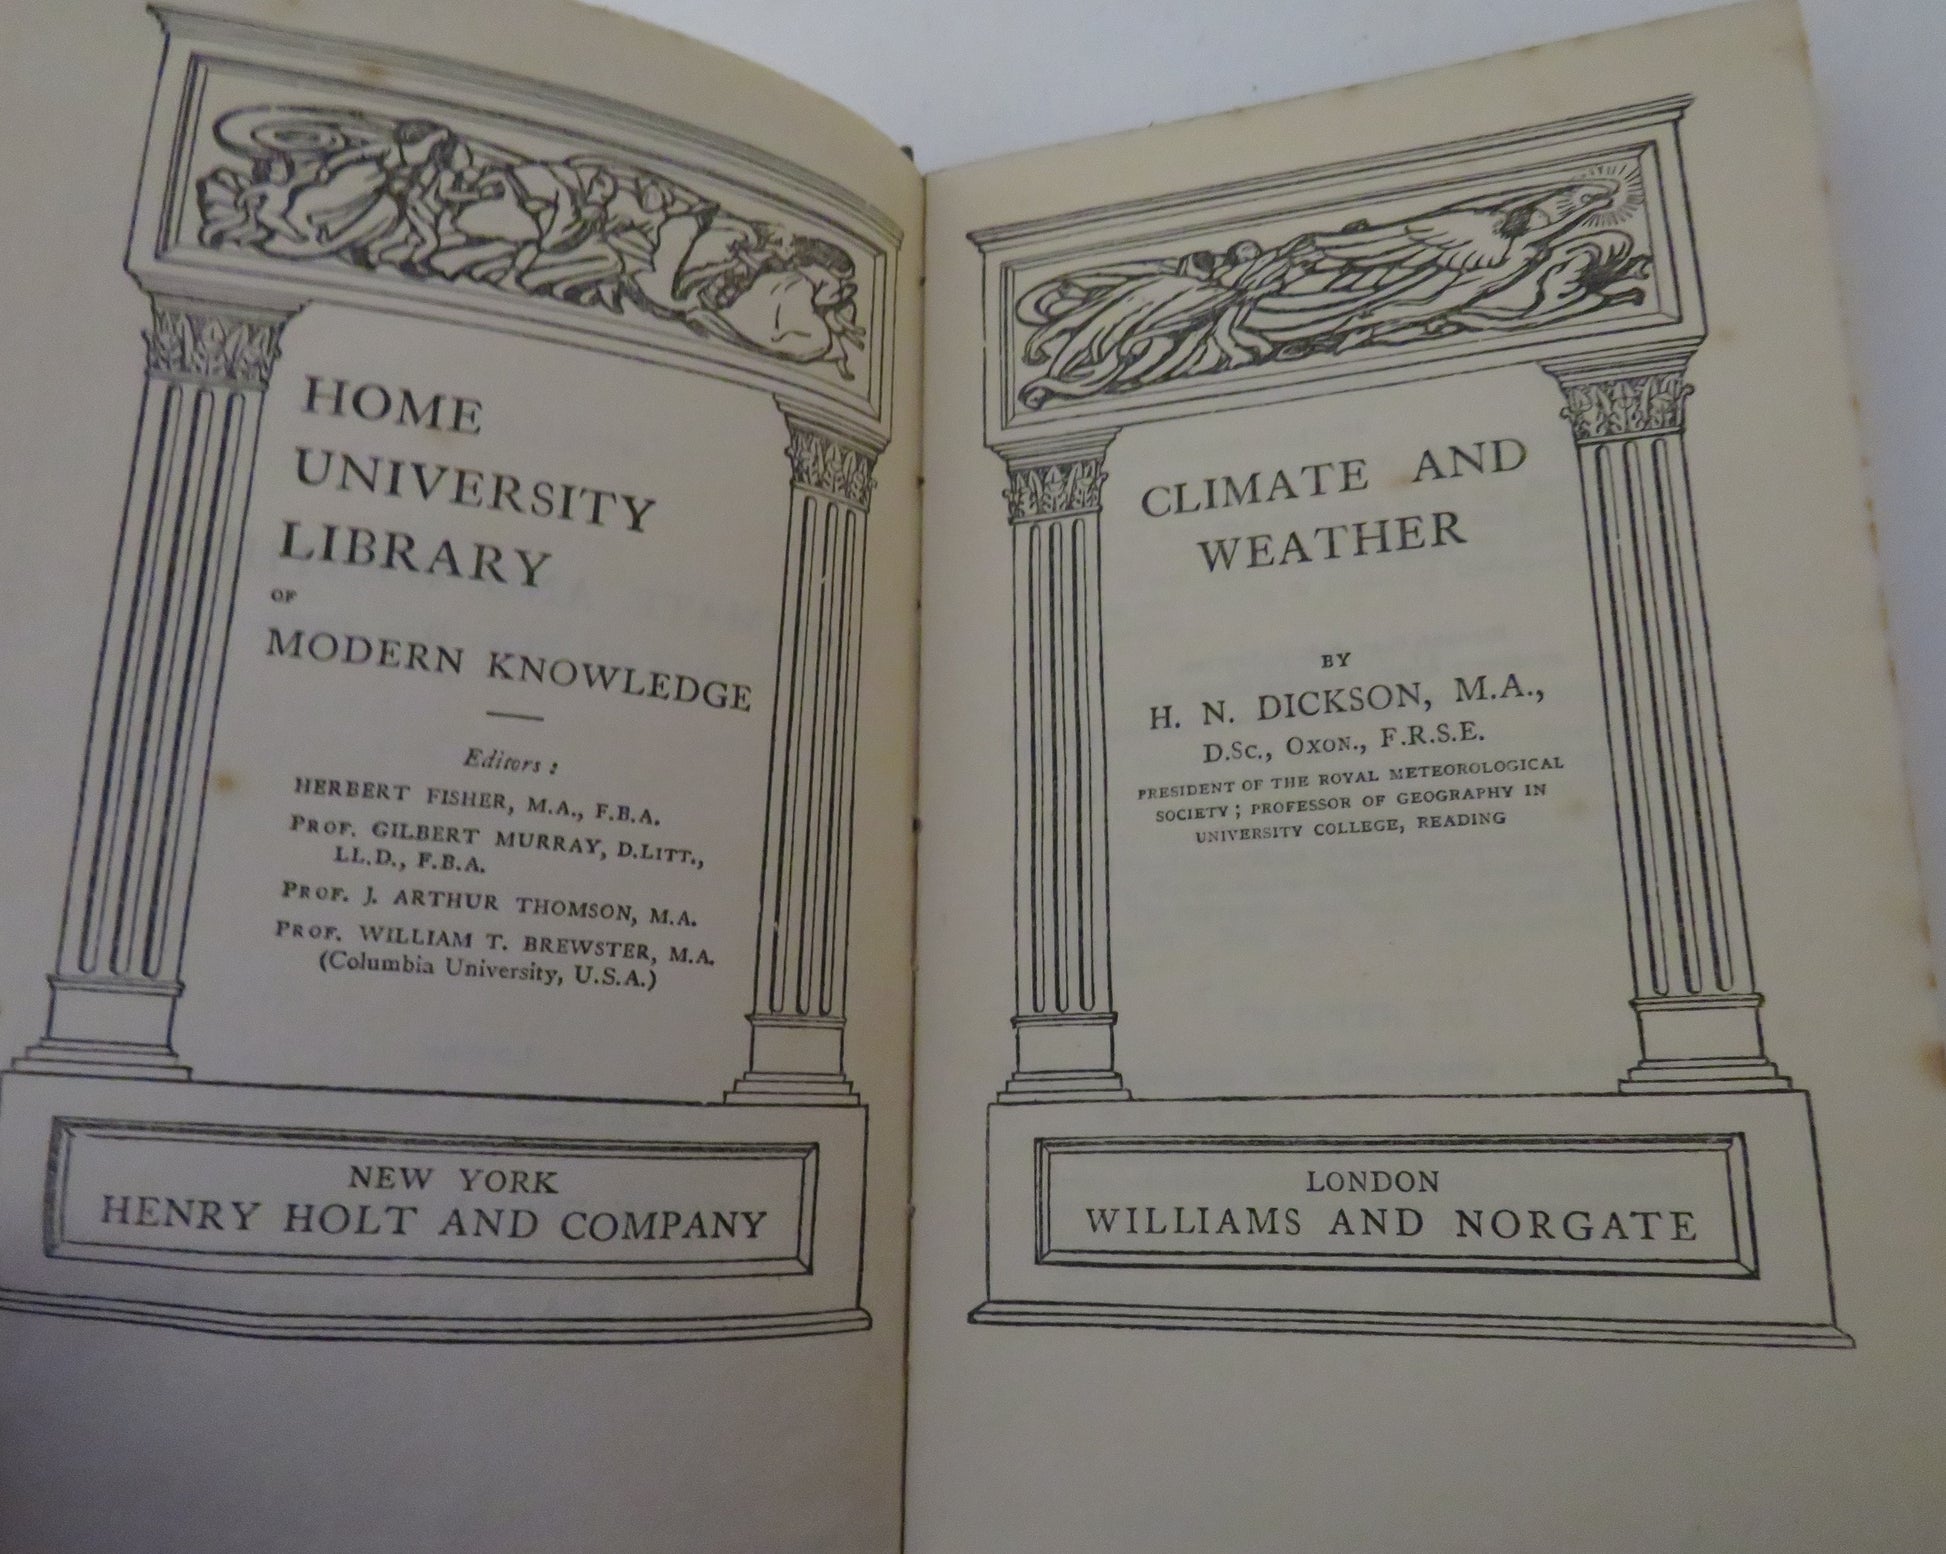 HOME
UNIVERSITY
LIBRARY
OF
MODERN KNOWLEDGE
Editors:
HERBERT FISHER, M.A., F.B.A.
PROF. GILBERT MURRAY, D.LITT.,
LL.D., F.B.A.
PROF. J. ARTHUR THOMSON, M.A.
PROF. WILLIAM T. BREWSTER, M.A.
(Columbia University, U.S.A.)
NEW YORK
HENRY HOLT AND COMPANY
CLIMATE AND
WEATHER
BY
H. N. DICKSON, M.A.,
D.SC., OXON., F.R.S.E.
PRESIDENT OF THE ROYAL METEOROLOGICAL
SOCIETY; PROFESSOR OF GEOGRAPHY IN
UNIVERSITY COLLEGE, READING
LONDON
WILLIAMS AND NORGATE